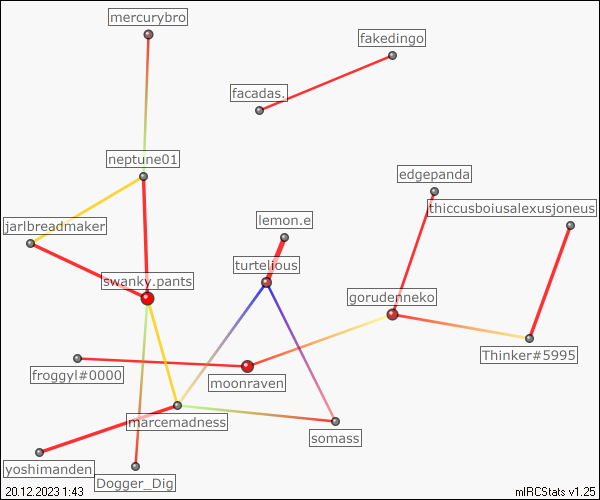 mercurybro
fakedingo
facadas.
neptune01
edgepanda
thiccusboiusalexusjoneus
lemon.e
jarlbreadmaker
turtelious
swanky.pants
gorudenneko
Thinker#5995
froggyl#0000
moonraven
marcemadness
somass
yoshimanden
Dogger_Dig
20.12.2023 1:43
mIRCStats v1.25